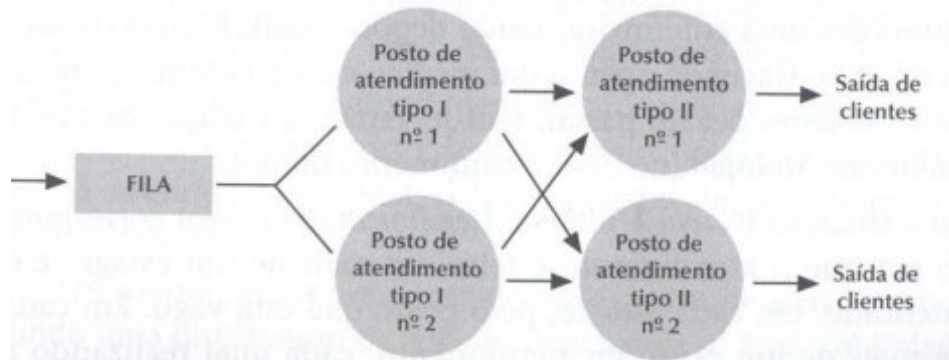 Posto de
atendimento
tipo I
nº 1
Posto de
atendimento
tipo II
nº 1
Saída de
clientes
FILA
Posto de
atendimento
tipo I
nº 2
Posto de
atendimento
tipo II
nº 2
Saída de
clientes